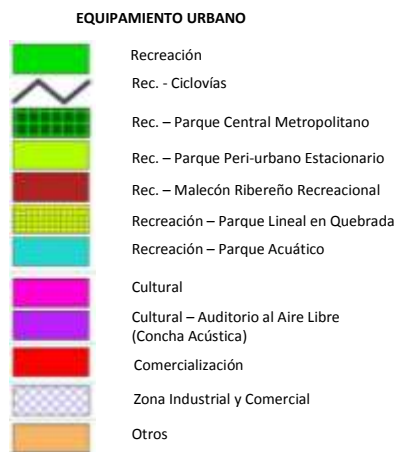 EQUIPAMIENTO URBANO
Recreación
Rec. - Ciclovías
Rec. – Parque Central Metropolitano
Rec. – Parque Peri-urbano Estacionario
Rec. – Malecón Ribereño Recreacional
Recreación – Parque Lineal en Quebrada
Recreación – Parque Acuático
Cultural
Cultural – Auditorio al Aire Libre
(Concha Acústica)
Comercialización
Zona Industrial y Comercial
Otros